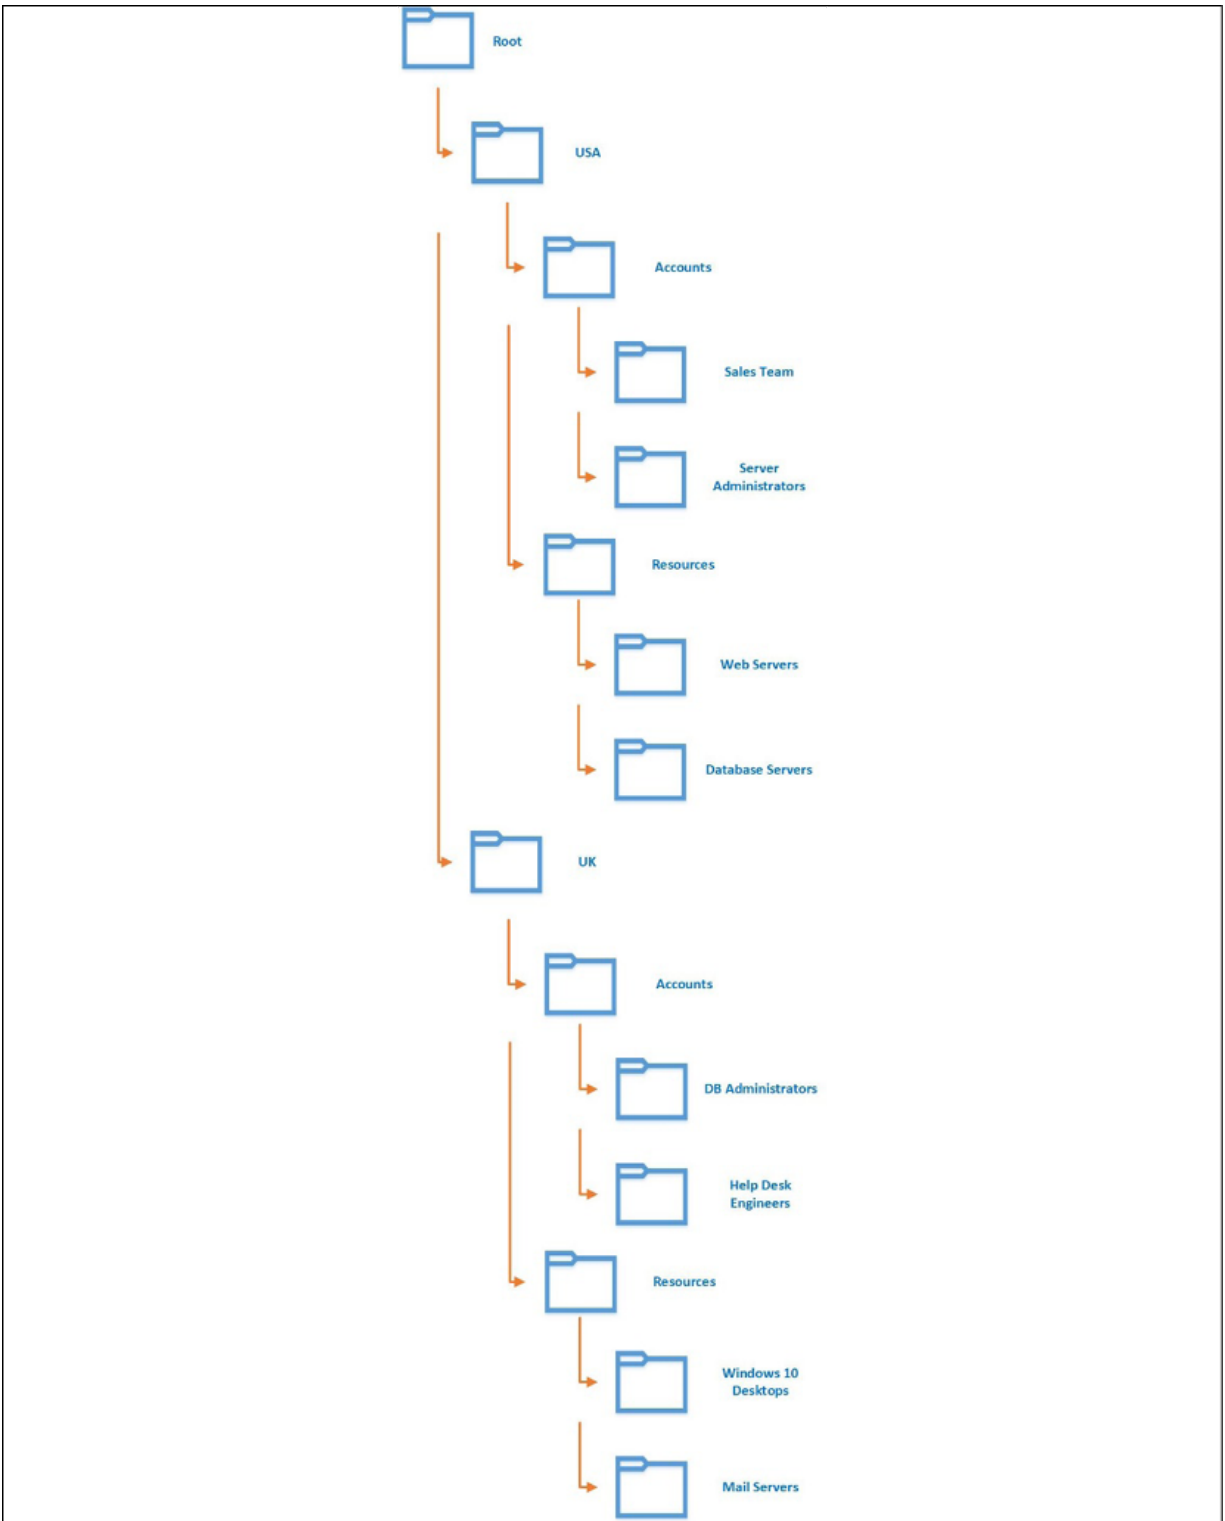 Root
USA
Accounts
Sales Team
Server
Administrators
Resources
Web Servers
Database Servers
UK
Accounts
DB Administrators
Help Desk
Engineers
Resources
Windows 10
Desktops
Mail Servers